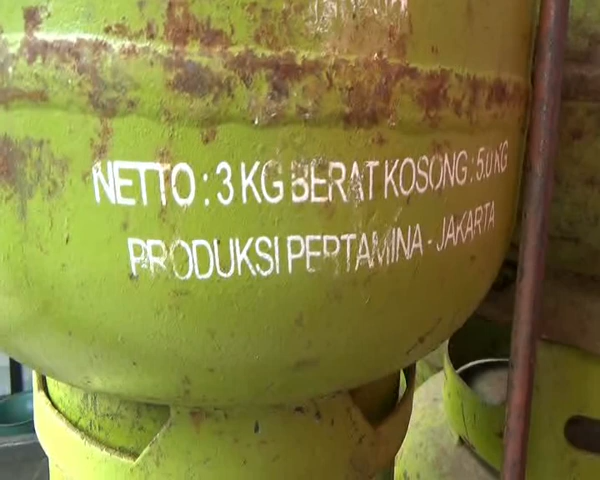 NETTO : 3 KG BERAT KOSONG : 5.0 KG
PRODUKSI PERTAMINA - JAKARTA